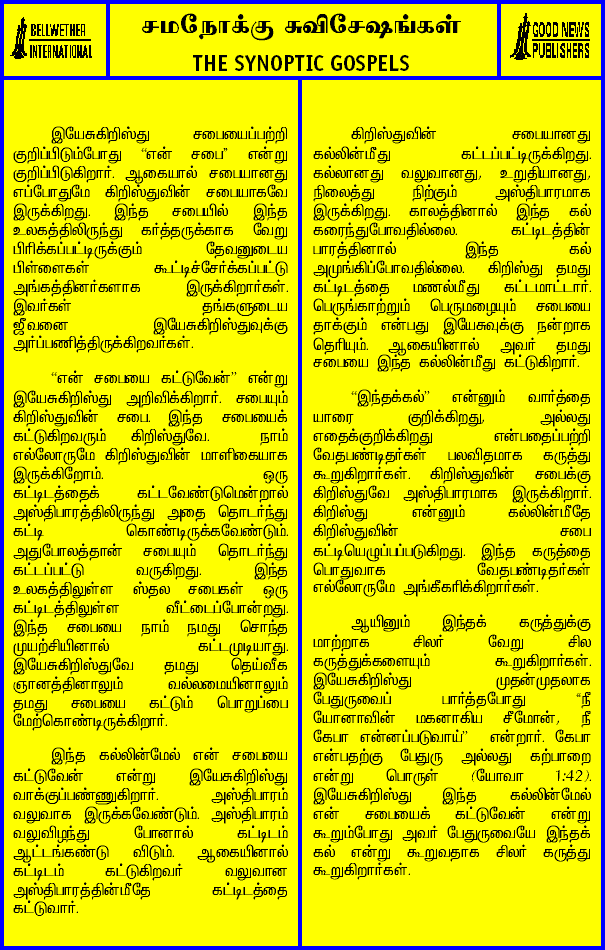 BELLWETHER
INTERNATIONAL
சமநோக்கு சுவிசேஷங்கள்
THE SYNOPTIC GOSPELS
GOOD NEWS
PUBLISHERS
இயேசுகிறிஸ்து சபையைப்பற்றி
குறிப்பிடும்போது “என் சபை” என்று
குறிப்பிடுகிறார். ஆகையால் சபையானது
எப்போதுமே கிறிஸ்துவின் சபையாகவே
இருக்கிறது. இந்த சபையில் இந்த
உலகத்திலிருந்து கர்த்தருக்காக வேறு
பிரிக்கப்பட்டிருக்கும் தேவனுடைய
பிள்ளைகள் கூட்டிச்சேர்க்கப்பட்டு
அங்கத்தினர்களாக இருக்கிறார்கள்.
இவர்கள் தங்களுடைய
ஜீவனை இயேசுகிறிஸ்துவுக்கு
அர்ப்பணித்திருக்கிறவர்கள்.
“என் சபையை கட்டுவேன்” என்று
இயேசுகிறிஸ்து அறிவிக்கிறார். சபையும்
கிறிஸ்துவின் சபை. இந்த சபையைக்
கட்டுகிறவரும் கிறிஸ்துவே. நாம்
எல்லோருமே கிறிஸ்துவின் மாளிகையாக
இருக்கிறோம். ஒரு
கட்டிடத்தைக் கட்டவேண்டுமென்றால்
அஸ்திபாரத்திலிருந்து அதை தொடர்ந்து
கட்டி கொண்டிருக்கவேண்டும்.
அதுபோலத்தான் சபையும் தொடர்ந்து
கட்டப்பட்டு வருகிறது. இந்த
உலகத்திலுள்ள ஸ்தல சபைகள் ஒரு
கட்டிடத்திலுள்ள வீட்டைப்போன்றது.
இந்த சபையை நாம் நமது சொந்த
முயற்சியினால் கட்டமுடியாது.
இயேசுகிறிஸ்துவே தமது தெய்வீக
ஞானத்தினாலும் வல்லமையினாலும்
தமது சபையை கட்டும் பொறுப்பை
மேற்கொண்டிருக்கிறார்.
இந்த கல்லின்மேல் என் சபையை
கட்டுவேன் என்று இயேசுகிறிஸ்து
வாக்குப்பண்ணுகிறார். அஸ்திபாரம்
வலுவாக இருக்கவேண்டும். அஸ்திபாரம்
வலுவிழந்து போனால் கட்டிடம்
ஆட்டங்கண்டு விடும். ஆகையினால்
கட்டிடம் கட்டுகிறவர் வலுவான
அஸ்திபாரத்தின்மீதே கட்டிடத்தை
கட்டுவார்.
கிறிஸ்துவின் சபையானது
கல்லின்மீது கட்டப்பட்டிருக்கிறது.
கல்லானது வலுவானது, உறுதியானது,
நிலைத்து நிற்கும் அஸ்திபாரமாக
இருக்கிறது. காலத்தினால் இந்த கல்
கரைந்துபோவதில்லை. கட்டிடத்தின்
பாரத்தினால் இந்த கல்
அமுங்கிப்போவதில்லை. கிறிஸ்து தமது
கட்டிடத்தை மணல்மீது கட்டமாட்டார்.
பெருங்காற்றும் பெருமழையும் சபையை
தாக்கும் என்பது இயேசுவுக்கு நன்றாக
தெரியும். ஆகையினால் அவர் தமது
சபையை இந்த கல்லின்மீது கட்டுகிறார்.
“இந்தக்கல்” என்னும் வார்த்தை
யாரை குறிக்கிறது, அல்லது
எதைக்குறிக்கிறது என்பதைப்பற்றி
வேதபண்டிதர்கள் பலவிதமாக கருத்து
கூறுகிறார்கள். கிறிஸ்துவின் சபைக்கு
கிறிஸ்துவே அஸ்திபாரமாக இருக்கிறார்.
கிறிஸ்து என்னும் கல்லின்மீதே
கிறிஸ்துவின் சபை
கட்டியெழுப்பப்படுகிறது. இந்த கருத்தை
பொதுவாக வேதபண்டிதர்கள்
எல்லோருமே அங்கீகரிக்கிறார்கள்.
ஆயினும் இந்தக் கருத்துக்கு
மாற்றாக சிலர் வேறு சில
கருத்துக்களையும் கூறுகிறார்கள்.
இயேசுகிறிஸ்து முதன்முதலாக
பேதுருவைப் பார்த்தபோது “நீ
யோனாவின் மகனாகிய சீமோன், நீ
கேபா என்னப்படுவாய்” என்றார். கேபா
என்பதற்கு பேதுரு அல்லது கற்பாறை
என்று பொருள் (யோவா 1:42).
இயேசுகிறிஸ்து இந்த கல்லின்மேல்
என் சபையைக் கட்டுவேன் என்று
கூறும்போது அவர் பேதுருவையே இந்தக்
கல் என்று கூறுவதாக சிலர் கருத்து
கூறுகிறார்கள்.